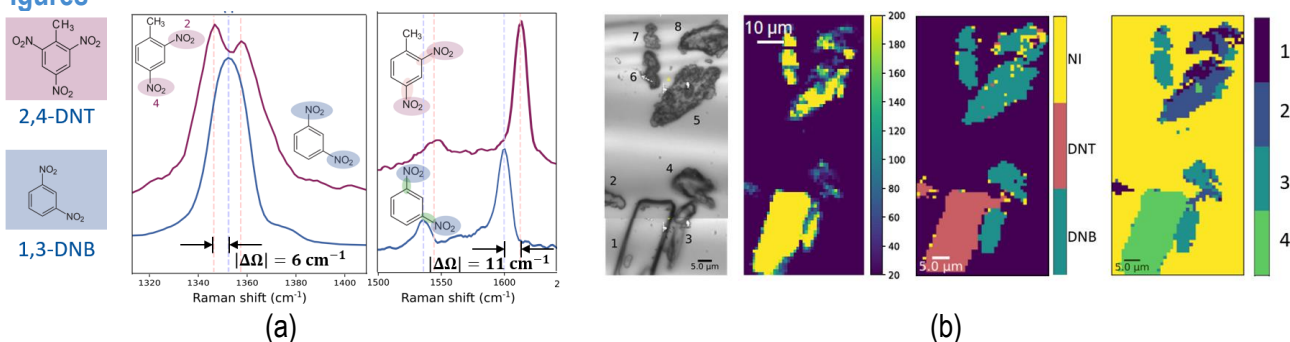 igures
CH₃
O₂N
NO₂
NO₂
2,4-DNT
NO₂
NO₂
1,3-DNB
CH₃
2
NO₂
NO₂
4
NO₂
NO₂
|ΔΩ| = 6 cm⁻¹
1320
1340
1360
1380
1400
Raman shift (cm⁻¹)
CH₃
NO₂
NO₂
NO₂
NO₂
|ΔΩ| = 11 cm⁻¹
1500
1550
1600
2
Raman shift (cm⁻¹)
(a)
7
8
6
5
4
2
1
3
5.0 µm
10 µm
200
180
160
140
120
100
80
60
40
20
5.0 µm
NI
DNT
DNB
5.0 µm
1
2
3
4
(b)